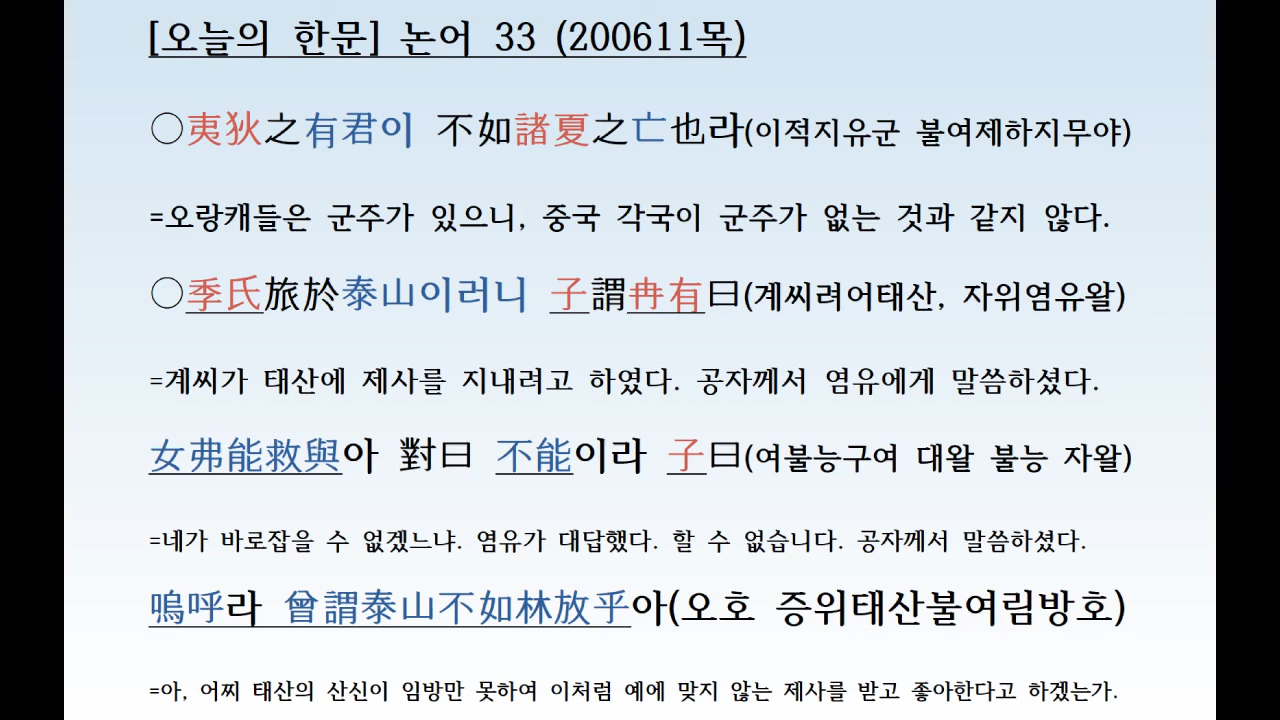 [오늘의 한문] 논어 33 (200611목)
○夷狄之有君이 不如諸夏之亡也라(이적지유군 불여제하지무야)
=오랑캐들은 군주가 있으니, 중국 각국이 군주가 없는 것과 같지 않다.
○季氏旅於泰山이러니 子謂冉有曰(계씨려어태산, 자위염유왈)
=계씨가 태산에 제사를 지내려고 하였다. 공자께서 염유에게 말씀하셨다.
女弗能救與아 對曰 不能이라 子曰(여불능구여 대왈 불능 자왈)
=네가 바로잡을 수 없겠느냐. 염유가 대답했다. 할 수 없습니다. 공자께서 말씀하셨다.
嗚呼라 曾謂泰山不如林放乎아(오호 증위태산불여림방호)
=아, 어찌 태산의 산신이 임방만 못하여 이처럼 예에 맞지 않는 제사를 받고 좋아한다고 하겠는가.